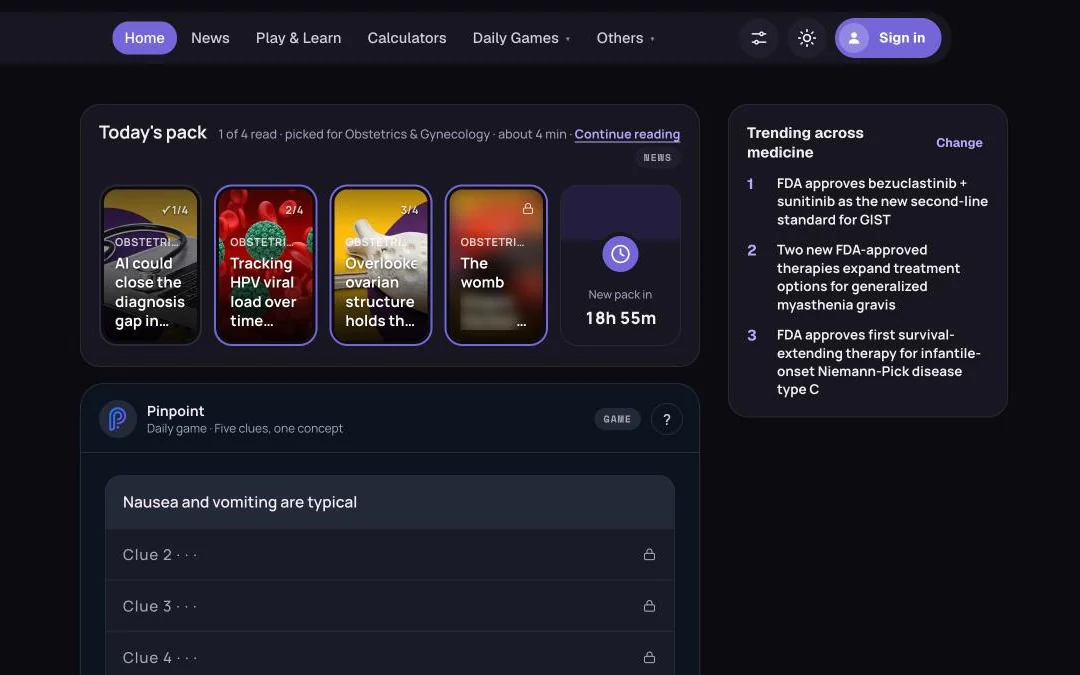 Home News Play & Learn Calculators Daily Games Others Sign in
Today's pack 1 of 4 read · picked for Obstetrics & Gynecology · about 4 min · Continue reading
NEWS
✓1/4
OBSTETRI...
AI could
close the
diagnosis
gap in...
2/4
OBSTETRI...
Tracking
HPV viral
load over
time...
3/4
OBSTETRI...
Overlooke
ovarian
structure
holds th...
OBSTETRI...
The
womb
...
New pack in
18h 55m
Trending across
medicine
Change
1 FDA approves bezuclastinib +
sunitinib as the new second-line
standard for GIST
2 Two new FDA-approved
therapies expand treatment
options for generalized
myasthenia gravis
3 FDA approves first survival-
extending therapy for infantile-
onset Niemann-Pick disease
type C
Pinpoint
Daily game · Five clues, one concept
GAME ?
Nausea and vomiting are typical
Clue 2 · · ·
Clue 3 · · ·
Clue 4 · · ·